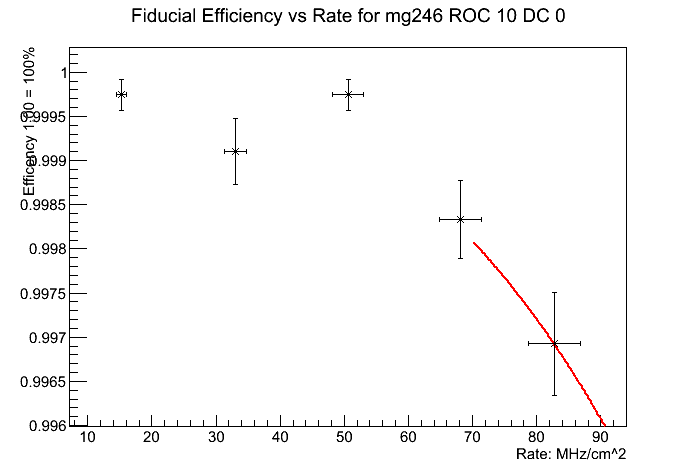 Fiducial Efficiency vs Rate for mg246 ROC 10 DC 0
Efficency 1.00 = 100%
1
0.9995
0.999
0.9985
0.998
0.9975
0.997
0.9965
0.996
10 20 30 40 50 60 70 80 90
Rate: MHz/cm^2